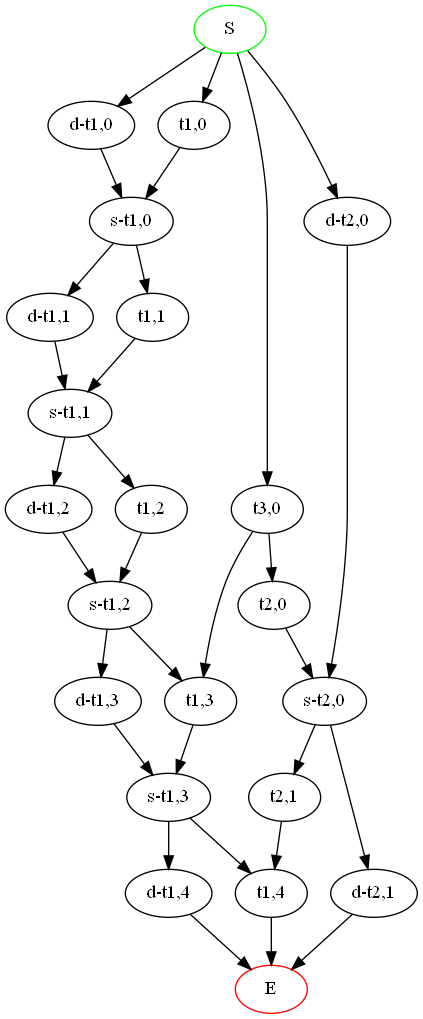 S
d-t1,0
t1,0
s-t1,0
d-t2,0
d-t1,1
t1,1
s-t1,1
d-t1,2
t1,2
t3,0
s-t1,2
t2,0
d-t1,3
t1,3
s-t2,0
s-t1,3
t2,1
d-t1,4
t1,4
d-t2,1
E